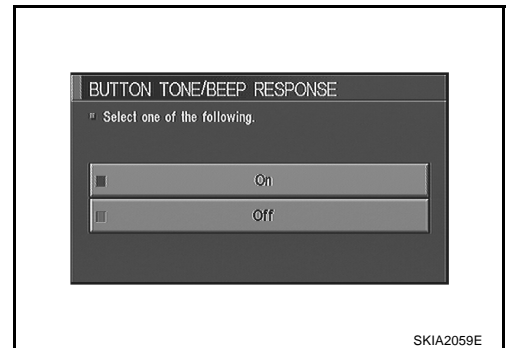 BUTTON TONE/BEEP RESPONSE
Select one of the following.
On
Off
SKIA2059E